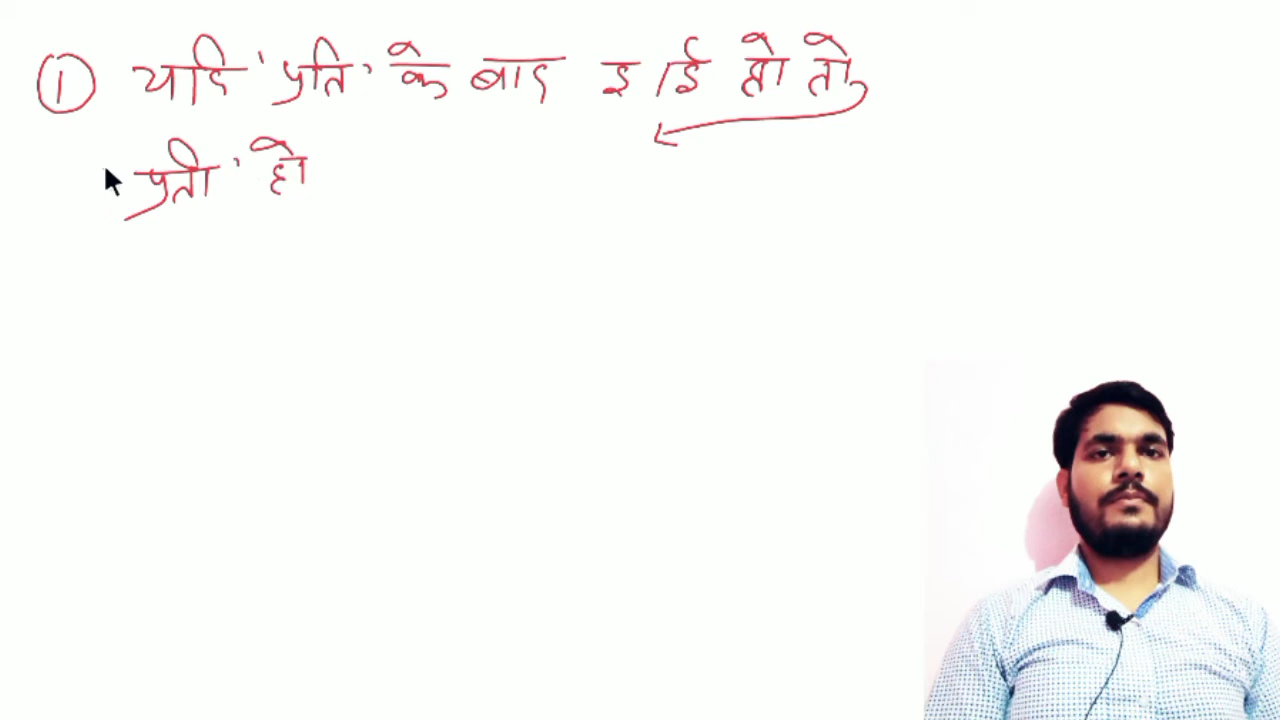 ① यदि 'प्रति' के बाद इ/ई हो तो
प्रती' हो